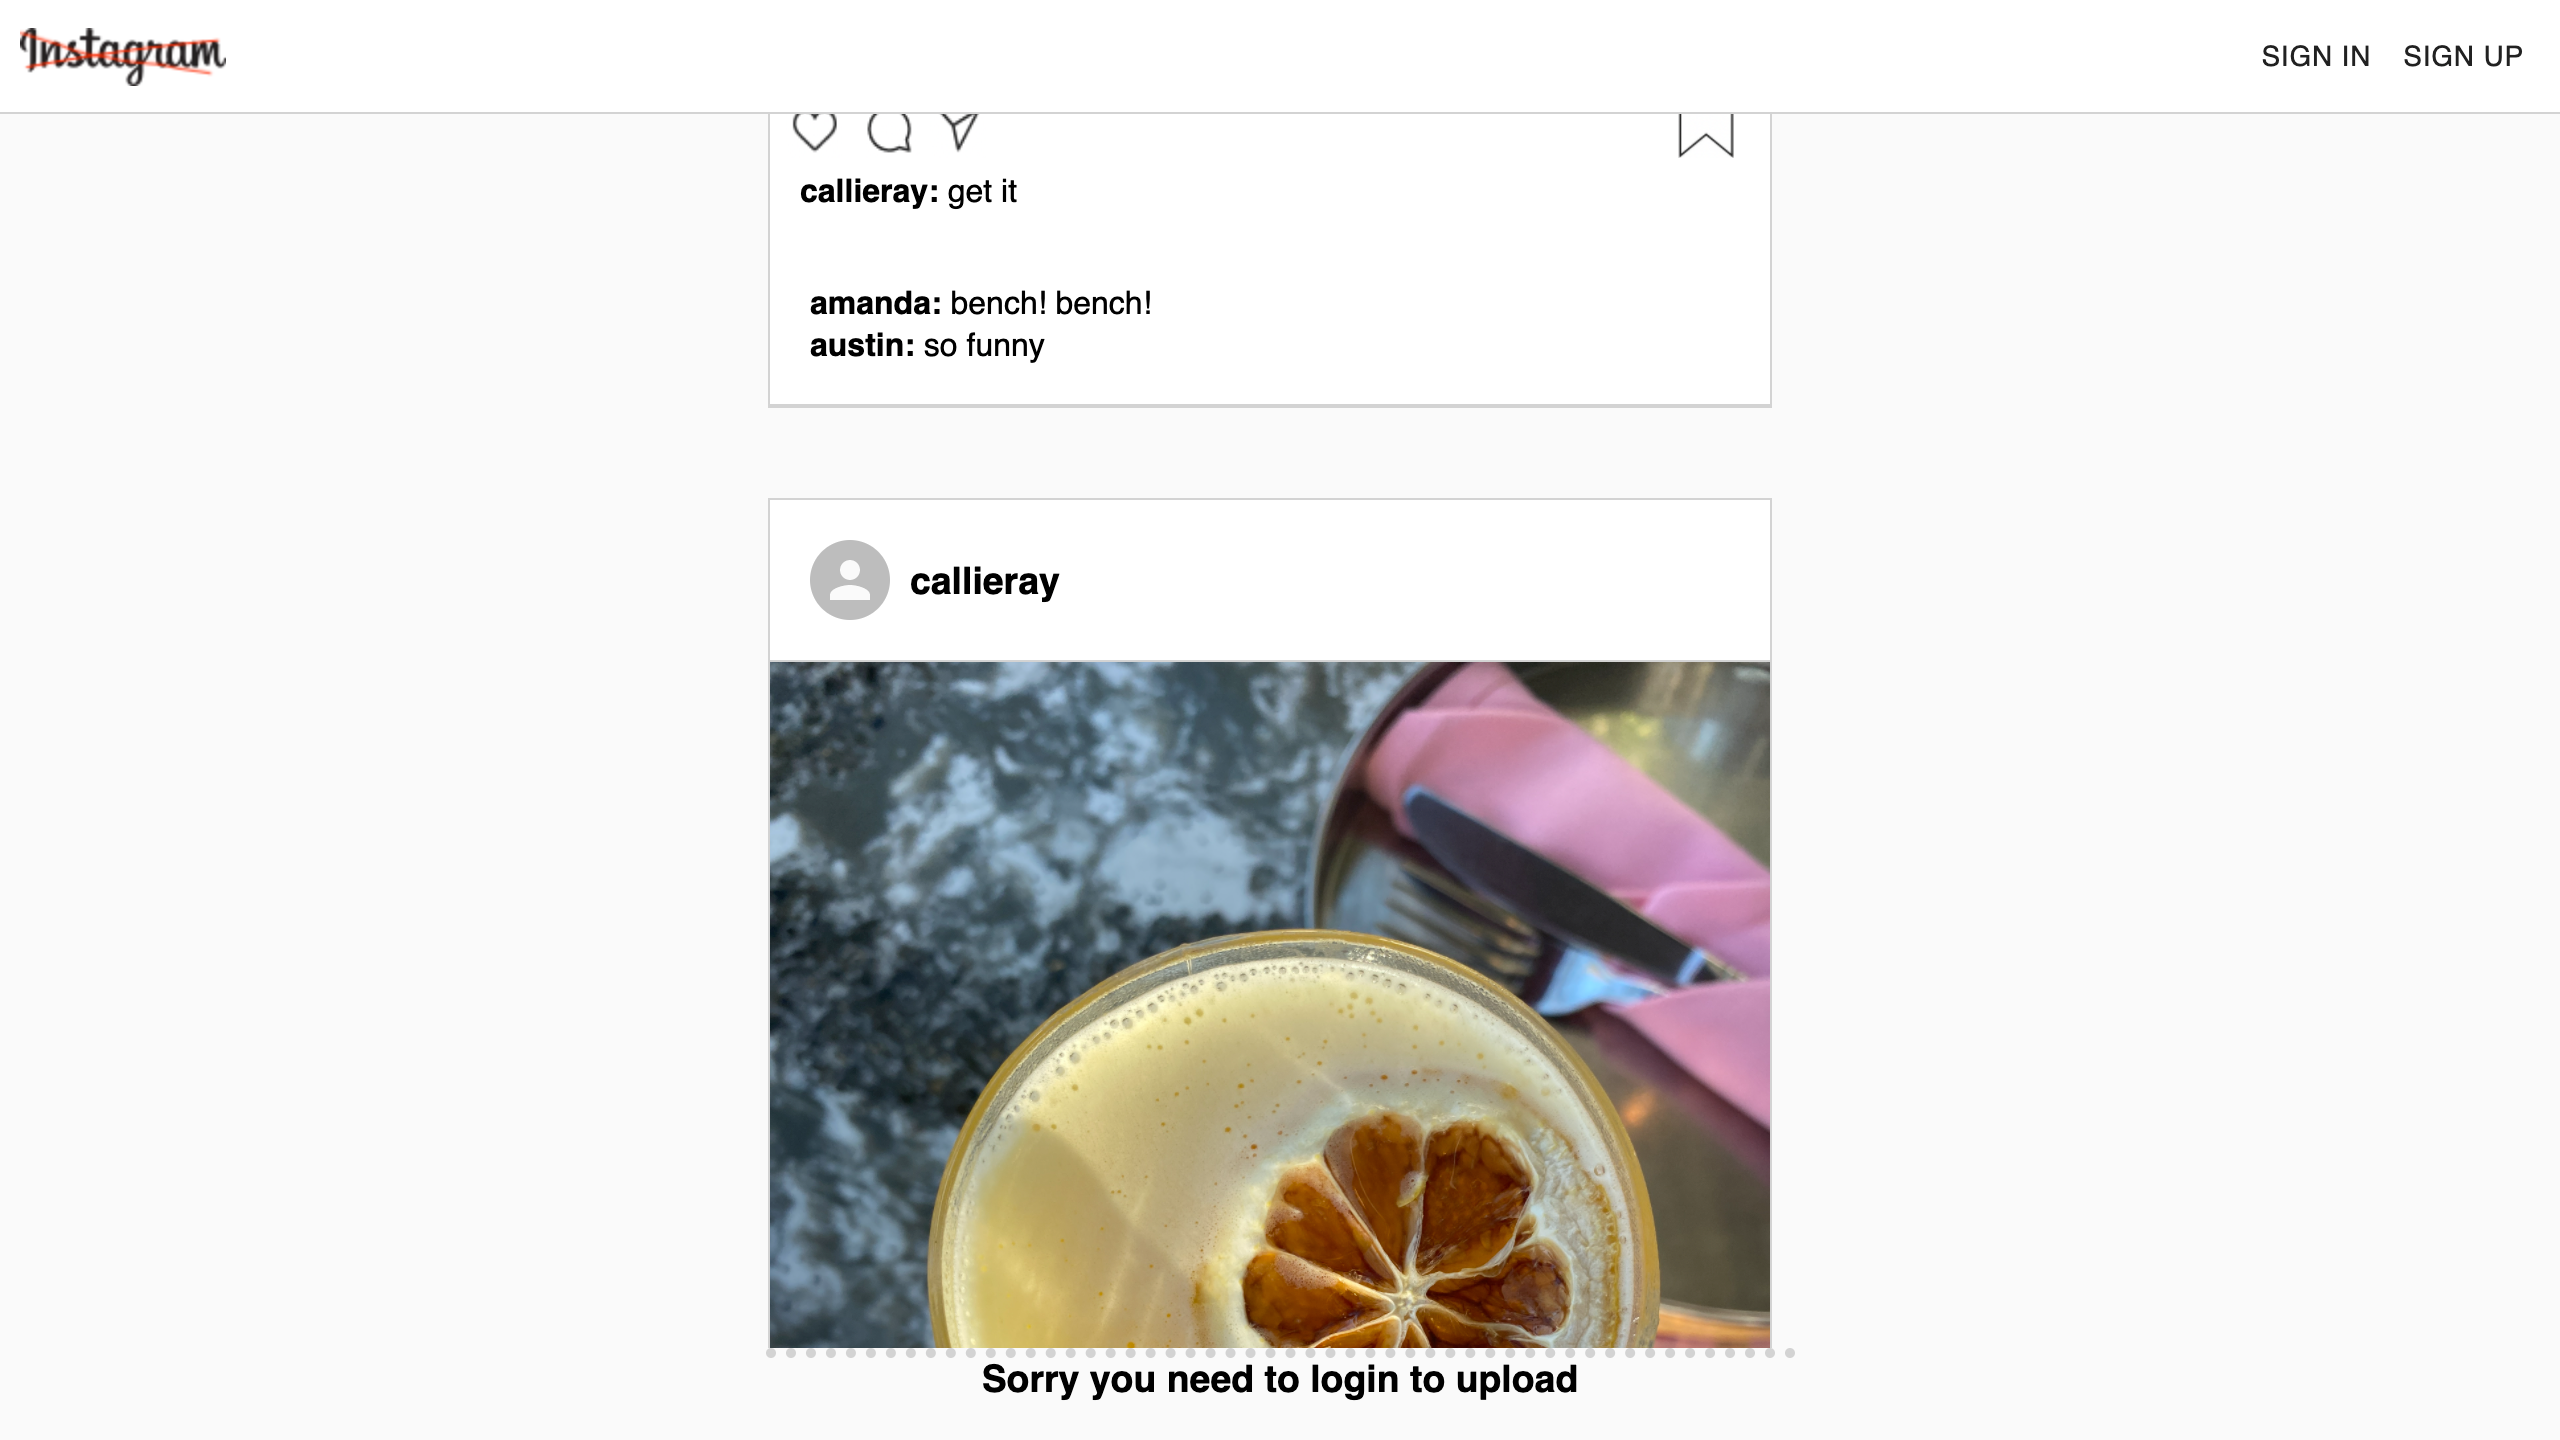 Instagram
SIGN IN SIGN UP
callieray: get it
amanda: bench! bench!
austin: so funny
callieray
Sorry you need to login to upload